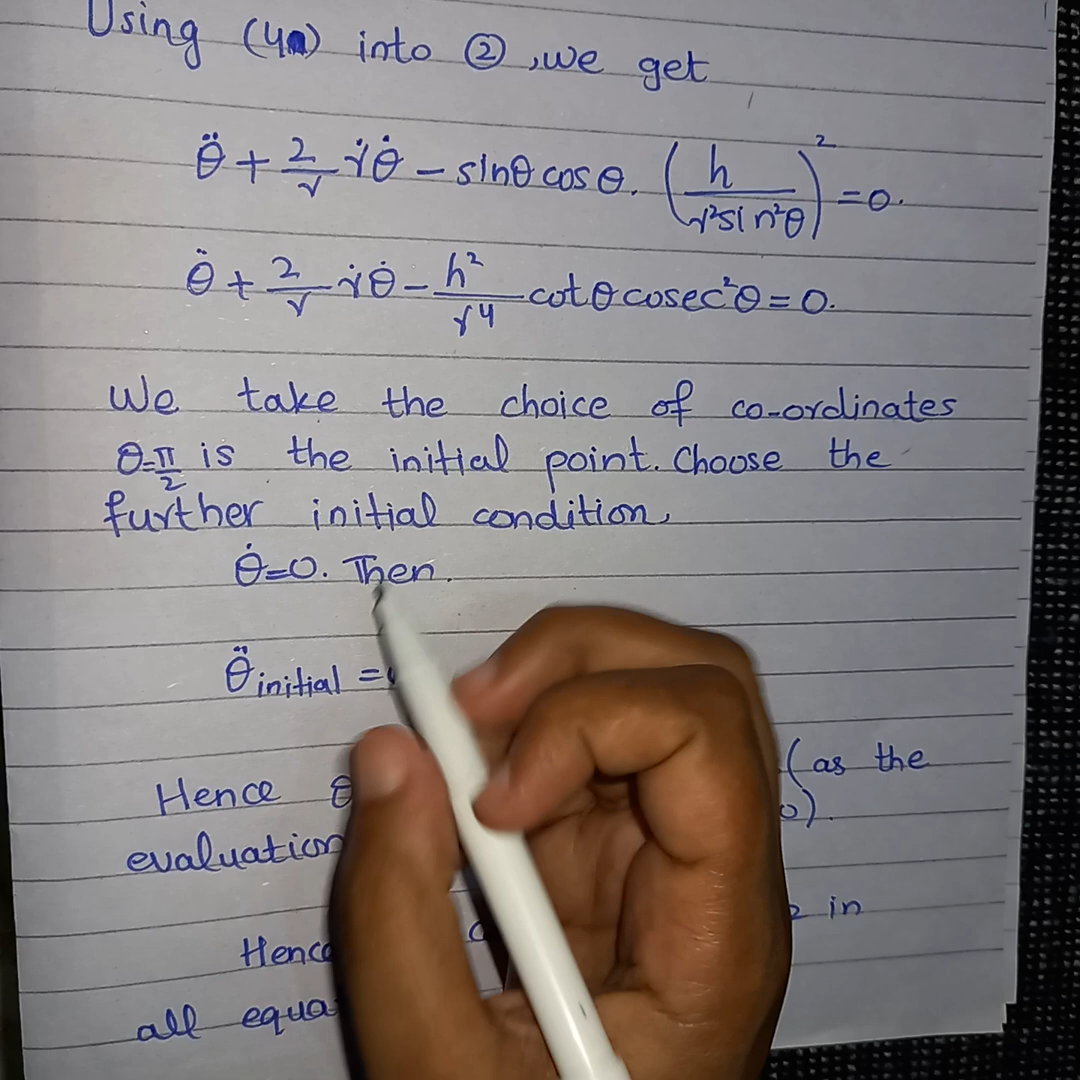 Using (4a) into ②, we get
θ̈ + 2/r ṙθ̇ - sinθ cosθ. (h/r²sin²θ)² = 0.
θ̈ + 2/r ṙθ̇ - h²/r⁴ cotθ cosec²θ = 0.
We take the choice of co-ordinates
θ=π/2 is the initial point. Choose the
further initial condition,
θ̇=0. Then.
θ̈ initial =
Hence (as the
evaluation 0).
Hence 2 in
all